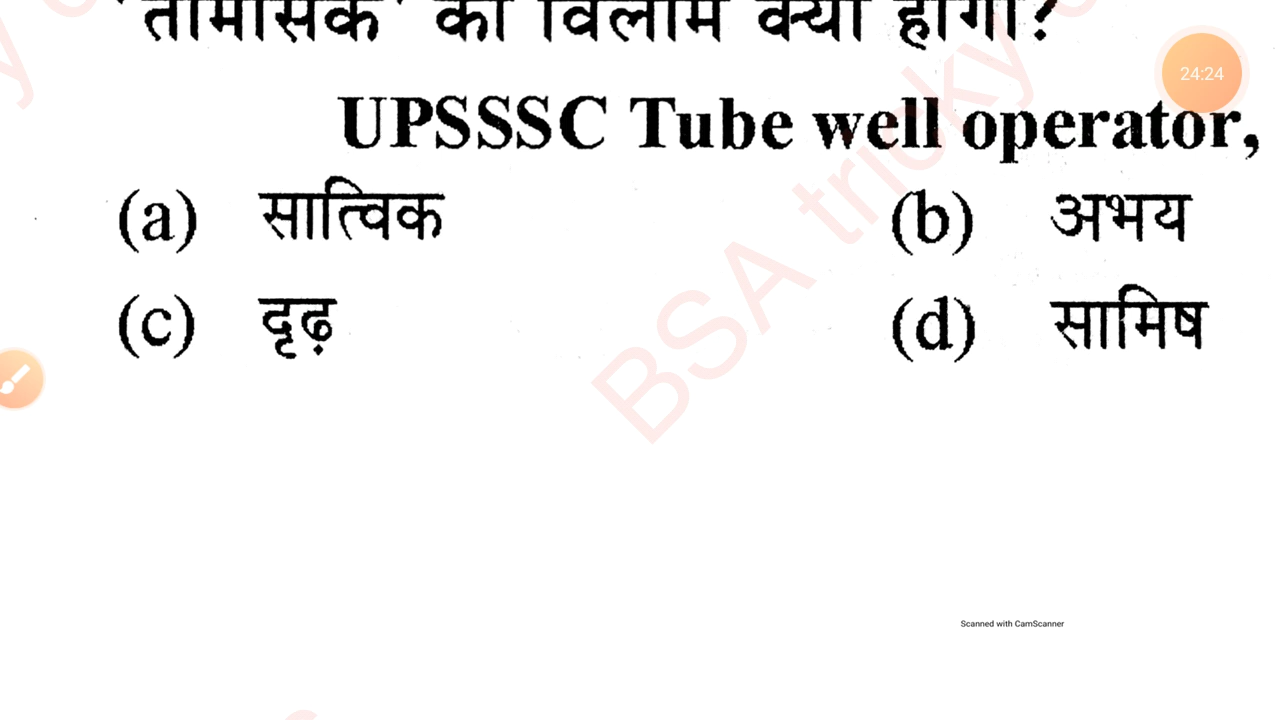 'तामसिक' का विलोम क्या होगा?
24:24
UPSSSC Tube well operator,
(a) सात्विक
(b) अभय
(c) दृढ़
(d) सामिष
BSA tricky
Scanned with CamScanner